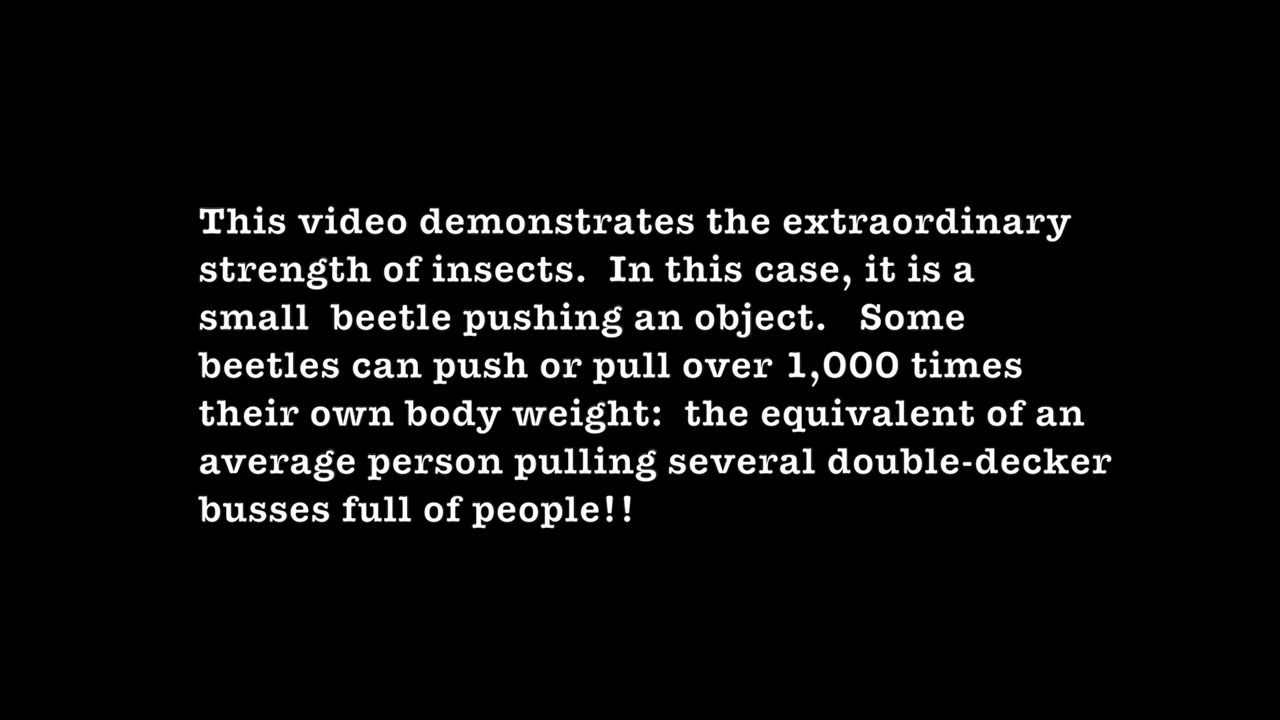 This video demonstrates the extraordinary
strength of insects.  In this case, it is a
small  beetle pushing an object.   Some
beetles can push or pull over 1,000 times
their own body weight:  the equivalent of an
average person pulling several double-decker
busses full of people!!